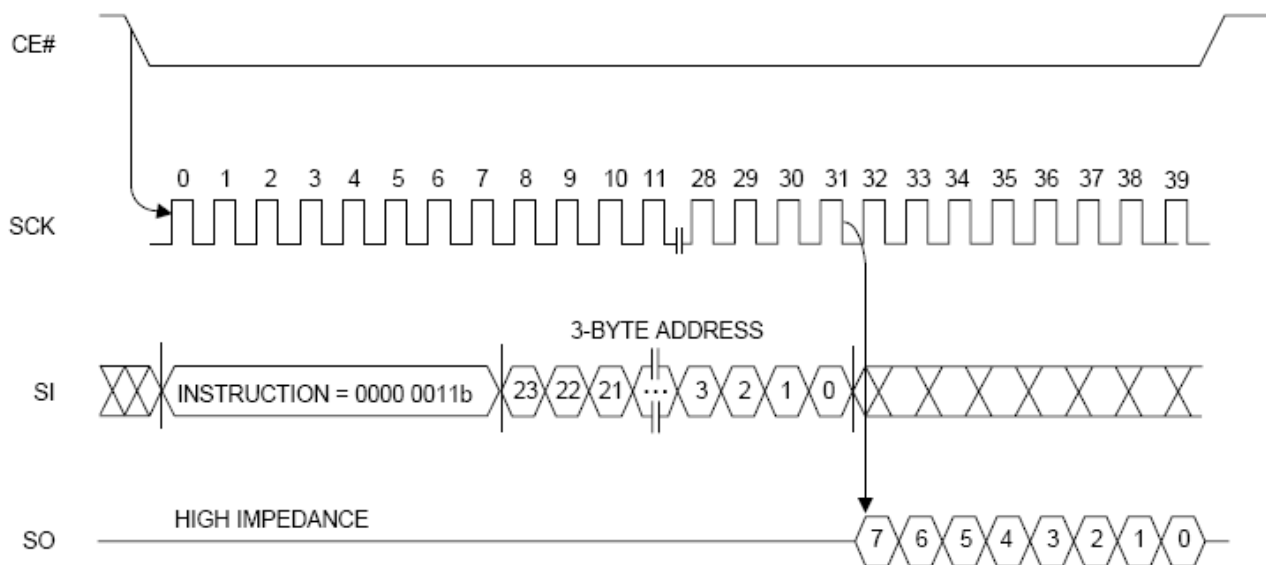 CE#
0 1 2 3 4 5 6 7 8 9 10 11 28 29 30 31 32 33 34 35 36 37 38 39
SCK
3-BYTE ADDRESS
SI INSTRUCTION = 0000 0011b 23 22 21 ... 3 2 1 0
HIGH IMPEDANCE
SO 7 6 5 4 3 2 1 0